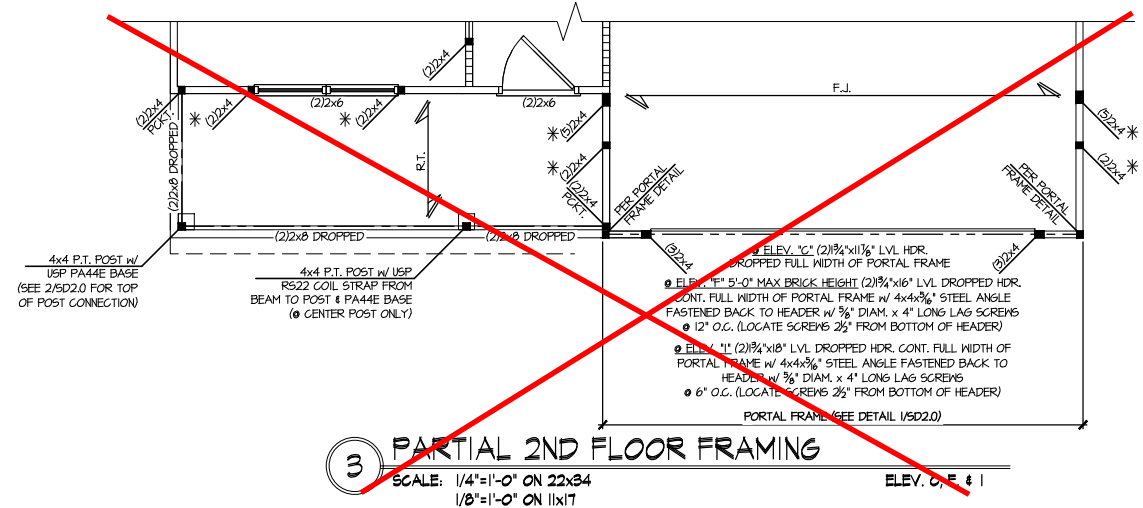 (2)2x4
F.J.
(2)2x6
(2)2x6
(2)2x4
PCKT.
(2)2x4
(2)2x4
(5)2x4
(5)2x4
(2)2x4
(2)2x4
(2)2x4
PCKT.
R.T.
(2)2x8 DROPPED
PER PORTAL
FRAME DETAIL
PER PORTAL
FRAME DETAIL
(2)2x8 DROPPED
(2)2x8 DROPPED
(3)2x4
(3)2x4
4x4 P.T. POST w/
USP PA44E BASE
(SEE 2/SD2.0 FOR TOP
OF POST CONNECTION)
4x4 P.T. POST w/ USP
RS22 COIL STRAP FROM
BEAM TO POST & PA44E BASE
(@ CENTER POST ONLY)
@ ELEV. "C" (2)1¾"x11⅞" LVL HDR.
DROPPED FULL WIDTH OF PORTAL FRAME
@ ELEV. "F" 5'-0" MAX BRICK HEIGHT (2)1¾"x16" LVL DROPPED HDR.
CONT. FULL WIDTH OF PORTAL FRAME w/ 4x4x5/16" STEEL ANGLE
FASTENED BACK TO HEADER w/ ⅝" DIAM. x 4" LONG LAG SCREWS
@ 12" O.C. (LOCATE SCREWS 2½" FROM BOTTOM OF HEADER)
@ ELEV. "I" (2)1¾"x18" LVL DROPPED HDR. CONT. FULL WIDTH OF
PORTAL FRAME w/ 4x4x5/16" STEEL ANGLE FASTENED BACK TO
HEADER w/ ⅝" DIAM. x 4" LONG LAG SCREWS
@ 6" O.C. (LOCATE SCREWS 2½" FROM BOTTOM OF HEADER)
PORTAL FRAME (SEE DETAIL 1/SD2.0)
3
PARTIAL 2ND FLOOR FRAMING
SCALE: 1/4"=1'-0" ON 22x34
1/8"=1'-0" ON 11x17
ELEV. C, F, & I